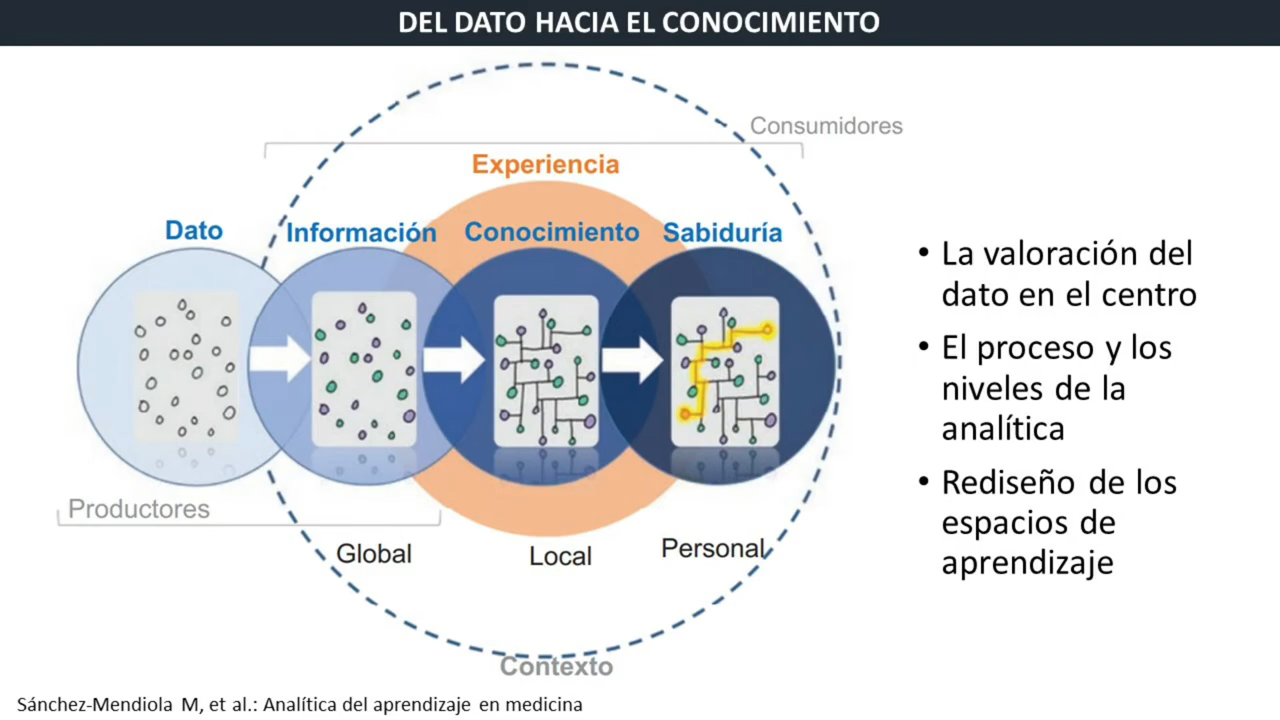 DEL DATO HACIA EL CONOCIMIENTO
Consumidores
Experiencia
Dato
Información
Conocimiento
Sabiduría
Productores
Global
Local
Personal
Contexto
• La valoración del
dato en el centro
• El proceso y los
niveles de la
analítica
• Rediseño de los
espacios de
aprendizaje
Sánchez-Mendiola M, et al.: Analítica del aprendizaje en medicina